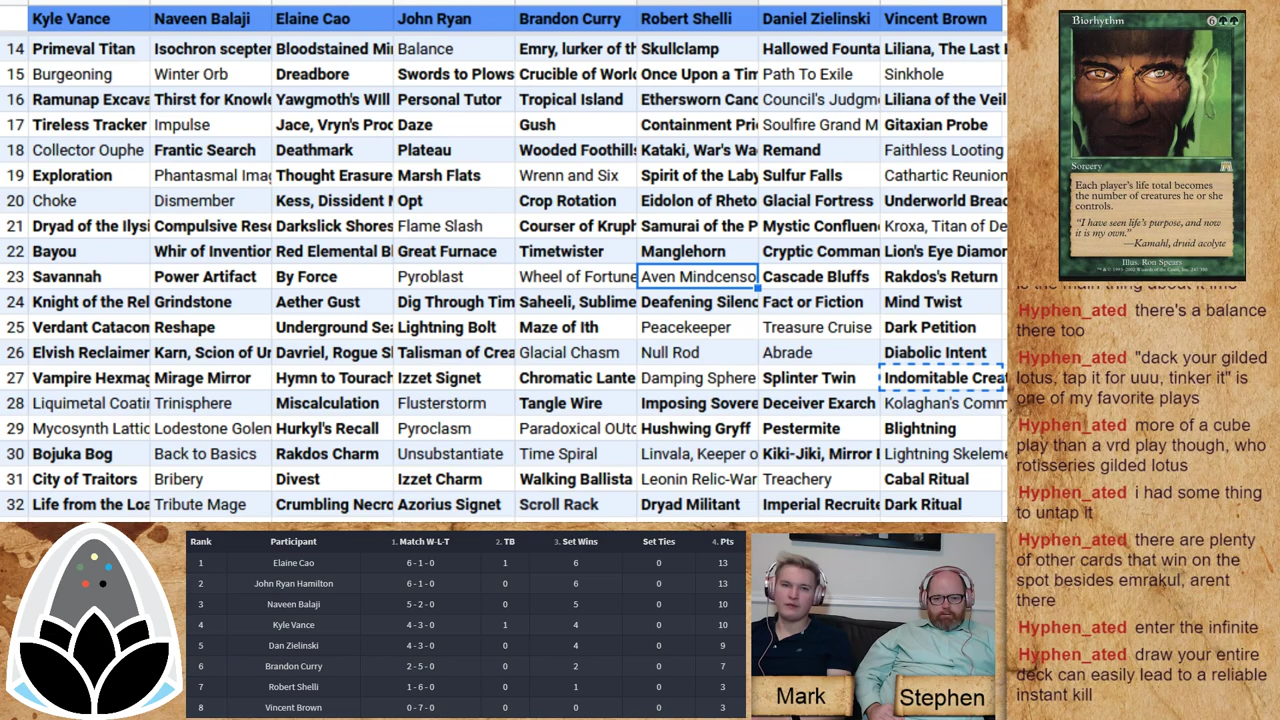 Kyle Vance Naveen Balaji Elaine Cao John Ryan Brandon Curry Robert Shelli Daniel Zielinski Vincent Brown
14 Primeval Titan Isochron scepter Bloodstained Mi Balance Emry, lurker of th Skullclamp Hallowed Founta Liliana, The Last
15 Burgeoning Winter Orb Dreadbore Swords to Plows Crucible of World Once Upon a Tim Path To Exile Sinkhole
16 Ramunap Excava Thirst for Knowle Yawgmoth's WIll Personal Tutor Tropical Island Ethersworn Cano Council's Judgme Liliana of the Veil
17 Tireless Tracker Impulse Jace, Vryn's Proc Daze Gush Containment Prie Soulfire Grand M Gitaxian Probe
18 Collector Ouphe Frantic Search Deathmark Plateau Wooded Foothills Kataki, War's Wa Remand Faithless Looting
19 Exploration Phantasmal Imag Thought Erasu Marsh Flats Wrenn and Six Spirit of the Laby Sulfur Falls Cathartic Reunion
20 Choke Dismember Kess, Dissident M Opt Crop Rotation Eidolon of Rheto Glacial Fortress Underworld Breac
21 Dryad of the Ilysi Compulsive Rese Darkslick Shores Flame Slash Courser of Kruph Samurai of the P Mystic Confluen Kroxa, Titan of De
22 Bayou Whir of Invention Red Elemental Bl Great Furnace Timetwister Manglehorn Cryptic Comman Lion's Eye Diamon
23 Savannah Power Artifact By Force Pyroblast Wheel of Fortune Aven Mindcenso Cascade Bluffs Rakdos's Return
24 Knight of the Rel Grindstone Aether Gust Dig Through Tim Saheeli, Sublime Deafening Silenc Fact or Fiction Mind Twist
25 Verdant Catacom Reshape Underground Sea Lightning Bolt Maze of Ith Peacekeeper Treasure Cruise Dark Petition
26 Elvish Reclaimer Karn, Scion of Ur Davriel, Rogue S Talisman of Crea Glacial Chasm Null Rod Abrade Diabolic Intent
27 Vampire Hexmag Mirage Mirror Hymn to Tourach Izzet Signet Chromatic Lante Damping Sphere Splinter Twin Indomitable Creat
28 Liquimetal Coatin Trinisphere Miscalculation Flusterstorm Tangle Wire Imposing Sovere Deceiver Exarch Kolaghan's Comm
29 Mycosynth Lattic Lodestone Golem Hurkyl's Recall Pyroclasm Paradoxical OUtc Hushwing Gryff Pestermite Blightning
30 Bojuka Bog Back to Basics Rakdos Charm Unsubstantiate Time Spiral Linvala, Keeper o Kiki-Jiki, Mirror Lightning Skeleme
31 City of Traitors Bribery Divest Izzet Charm Walking Ballista Leonin Relic-War Treachery Cabal Ritual
32 Life from the Loa Tribute Mage Crumbling Necro Azorius Signet Scroll Rack Dryad Militant Imperial Recruite Dark Ritual
Biorhythm 6
Sorcery
Each player's life total becomes
the number of creatures he or she
controls.
"I have seen life's purpose, and now
it is my own."
—Kamahl, druid acolyte
Illus. Ron Spears
Hyphen_ated there's a balance
there too
Hyphen_ated "dack your gilded
lotus, tap it for uuu, tinker it" is
one of my favorite plays
Hyphen_ated more of a cube
play than a vrd play though, who
rotisseries gilded lotus
Hyphen_ated i had some thing
to untap it
Hyphen_ated there are plenty
of other cards that win on the
spot besides emrakul, arent
there
Hyphen_ated enter the infinite
Hyphen_ated draw your entire
deck can easily lead to a reliable
instant kill
Rank Participant 1. Match W-L-T 2. TB 3. Set Wins Set Ties 4. Pts
1 Elaine Cao 6 - 1 - 0 1 6 0 13
2 John Ryan Hamilton 6 - 1 - 0 0 6 0 13
3 Naveen Balaji 5 - 2 - 0 0 5 0 10
4 Kyle Vance 4 - 3 - 0 1 4 0 10
5 Dan Zielinski 4 - 3 - 0 0 4 0 9
6 Brandon Curry 2 - 5 - 0 0 2 0 7
7 Robert Shelli 1 - 6 - 0 0 1 0 3
8 Vincent Brown 0 - 7 - 0 0 0 0 3
Mark
Stephen